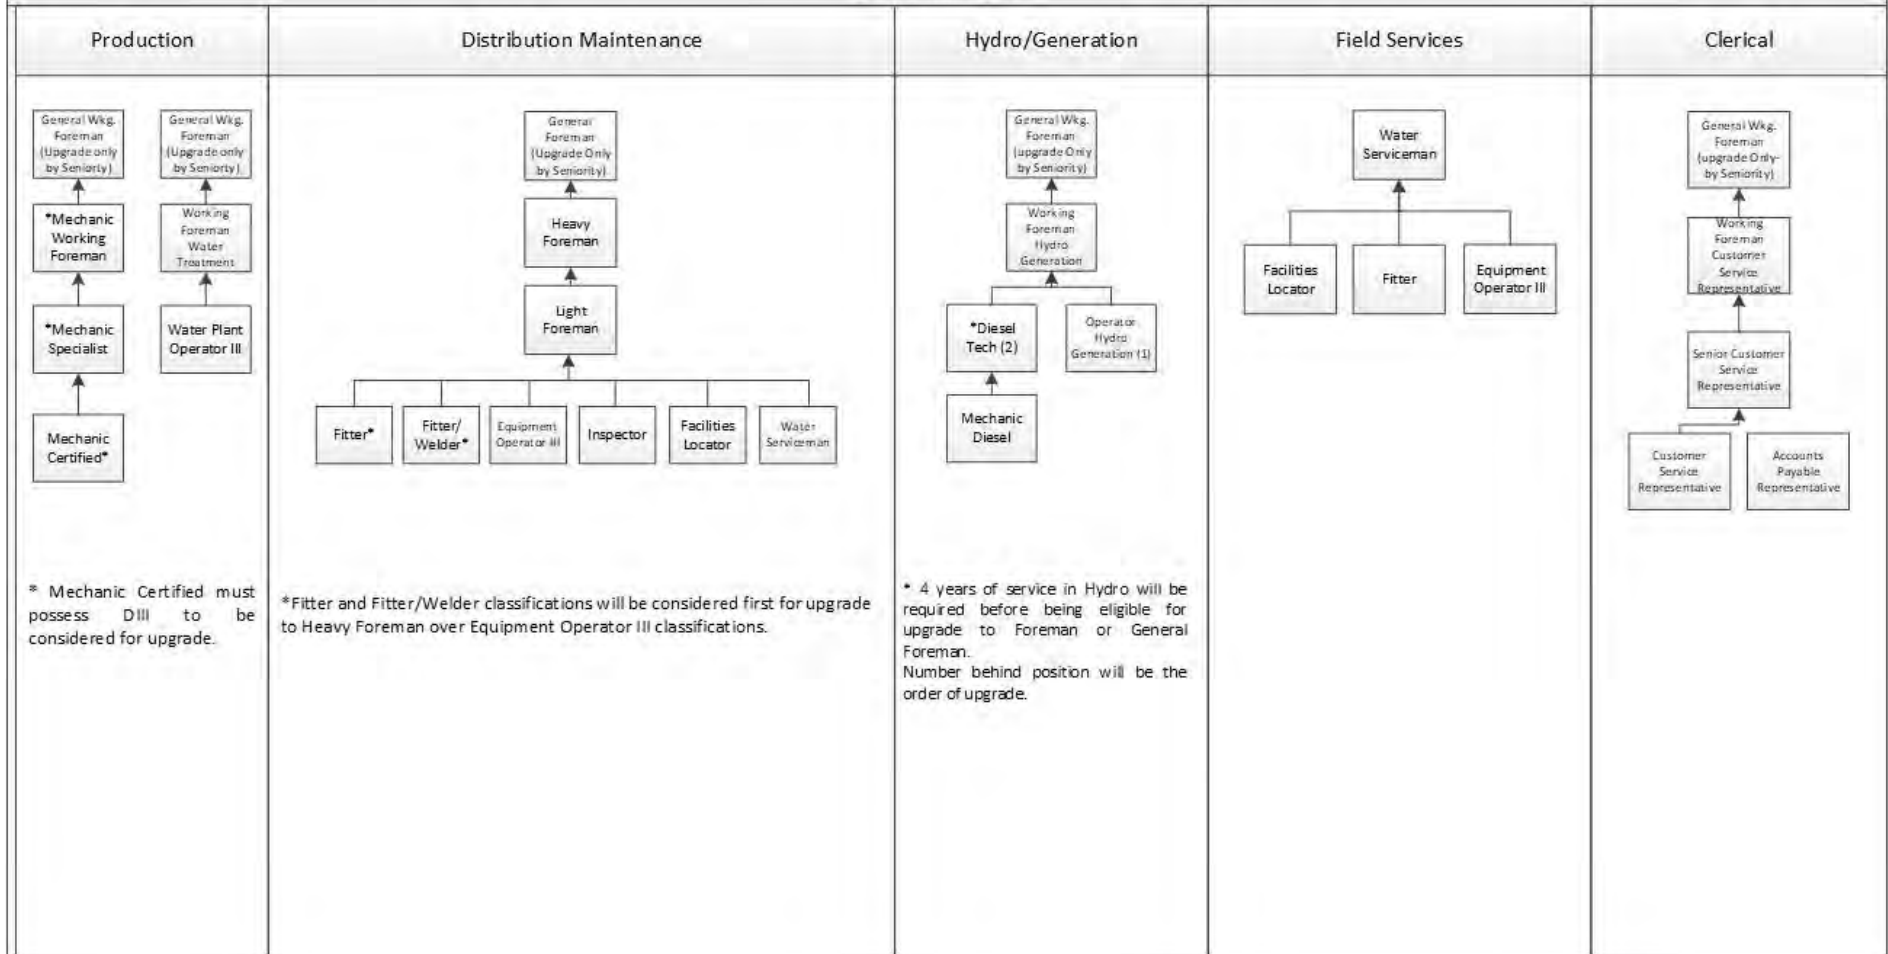 Production
Distribution Maintenance
Hydro/Generation
Field Services
Clerical
General Wkg.
Foreman
(Upgrade only
by Seniorty)
*Mechanic
Working
Foreman
*Mechanic
Specialist
Mechanic
Certified*
General Wkg.
Foreman
(Upgrade only
by Seniorty)
Working
Foreman
Water
Treatment
Water Plant
Operator III
* Mechanic Certified must
possess DIII to be
considered for upgrade.
General
Foreman
(Upgrade Only
by Seniority)
Heavy
Foreman
Light
Foreman
Fitter*
Fitter/
Welder*
Equipment
Operator III
Inspector
Facilities
Locator
Water
Serviceman
*Fitter and Fitter/Welder classifications will be considered first for upgrade
to Heavy Foreman over Equipment Operator III classifications.
General Wkg.
Foreman
(upgrade Only
by Seniority)
Working
Foreman
Hydro
Generation
*Diesel
Tech (2)
Operator
Hydro
Generation (1)
Mechanic
Diesel
* 4 years of service in Hydro will be
required before being eligible for
upgrade to Foreman or General
Foreman.
Number behind position will be the
order of upgrade.
Water
Serviceman
Facilities
Locator
Fitter
Equipment
Operator III
General Wkg.
Foreman
(upgrade Only-
by Seniority)
Working
Foreman
Customer
Service
Representative
Senior Customer
Service
Representative
Customer
Service
Representative
Accounts
Payable
Representative